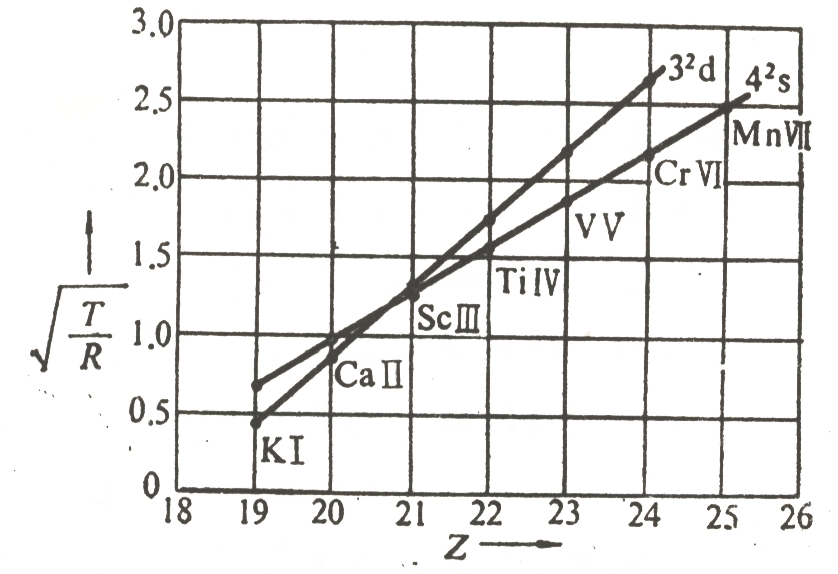 3.0
3²d
4²s
2.5
Mn Ⅶ
Cr Ⅵ
2.0
V Ⅴ
1.5
Ti Ⅳ
√T/R
Sc Ⅲ
1.0
Ca Ⅱ
0.5
K Ⅰ
0
18 19 20 21 22 23 24 25 26
Z